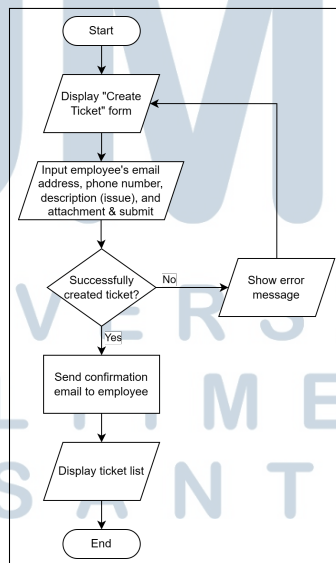 Start
Display "Create
Ticket" form
Input employee's email
address, phone number,
description (issue), and
attachment & submit
Successfully
created ticket?
No
Show error
message
Yes
Send confirmation
email to employee
Display ticket list
End
UM
V E R S
L T I M E
S A N T